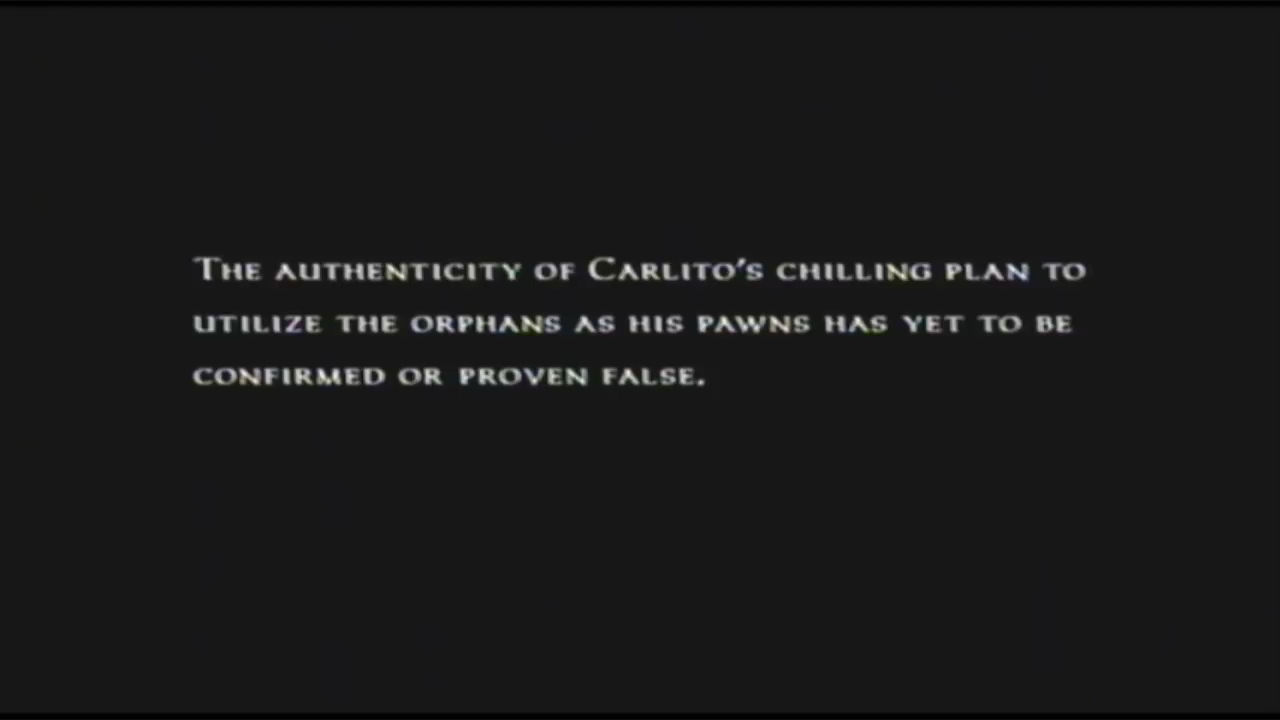 The authenticity of Carlito's chilling plan to
utilize the orphans as his pawns has yet to be
confirmed or proven false.